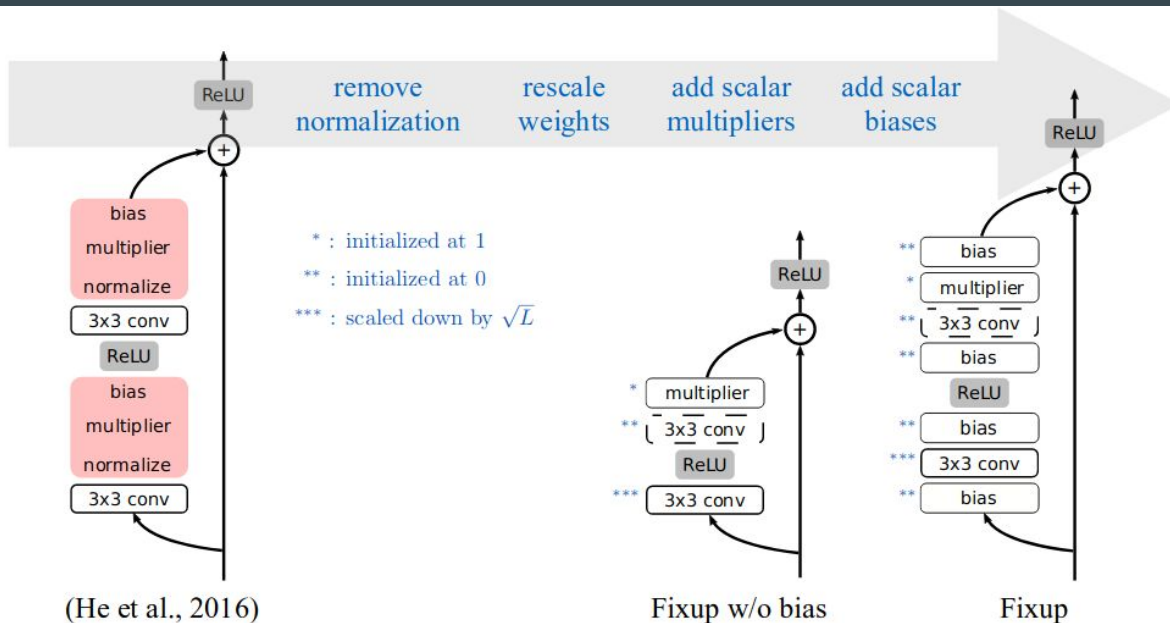 remove normalization
rescale weights
add scalar multipliers
add scalar biases
ReLU
+
bias
multiplier
normalize
3x3 conv
ReLU
bias
multiplier
normalize
3x3 conv
(He et al., 2016)
* : initialized at 1
** : initialized at 0
*** : scaled down by √L
ReLU
+
* multiplier
** 3x3 conv
ReLU
*** 3x3 conv
Fixup w/o bias
ReLU
+
** bias
* multiplier
** 3x3 conv
** bias
ReLU
** bias
*** 3x3 conv
** bias
Fixup